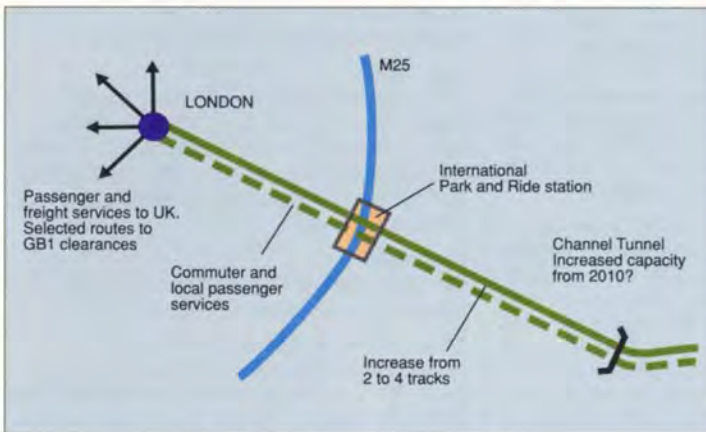 M25
LONDON
International
Park and Ride station
Passenger and
freight services to UK.
Selected routes to
GB1 clearances
Channel Tunnel
Increased capacity
from 2010?
Commuter and
local passenger
services
Increase from
2 to 4 tracks